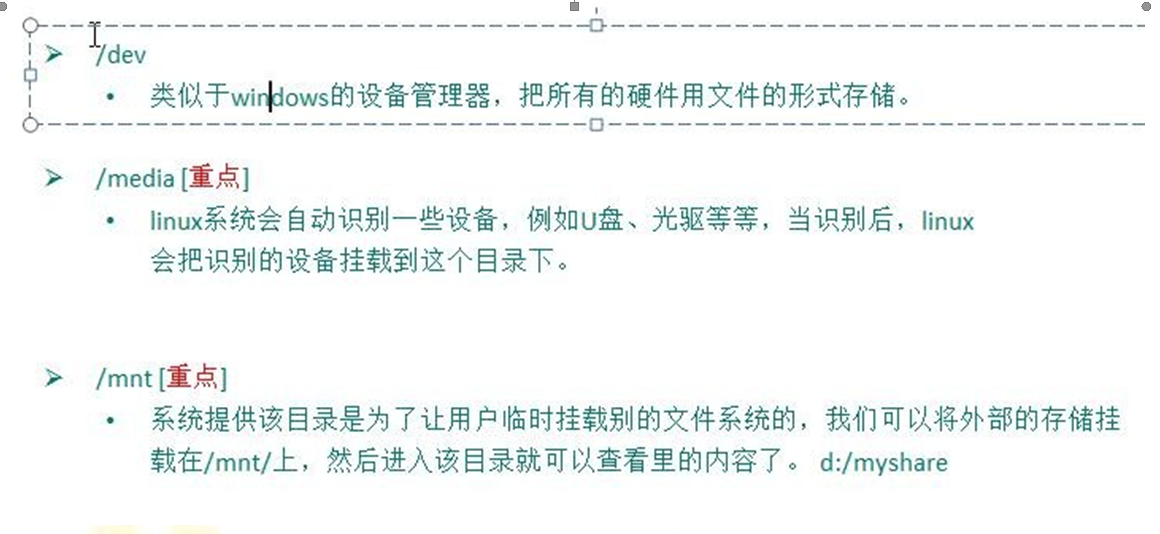 ➢ /dev
• 类似于windows的设备管理器，把所有的硬件用文件的形式存储。
➢ /media [重点]
• linux系统会自动识别一些设备，例如U盘、光驱等等，当识别后，linux
会把识别的设备挂载到这个目录下。
➢ /mnt [重点]
• 系统提供该目录是为了让用户临时挂载别的文件系统的，我们可以将外部的存储挂
载在/mnt/上，然后进入该目录就可以查看里的内容了。 d:/myshare